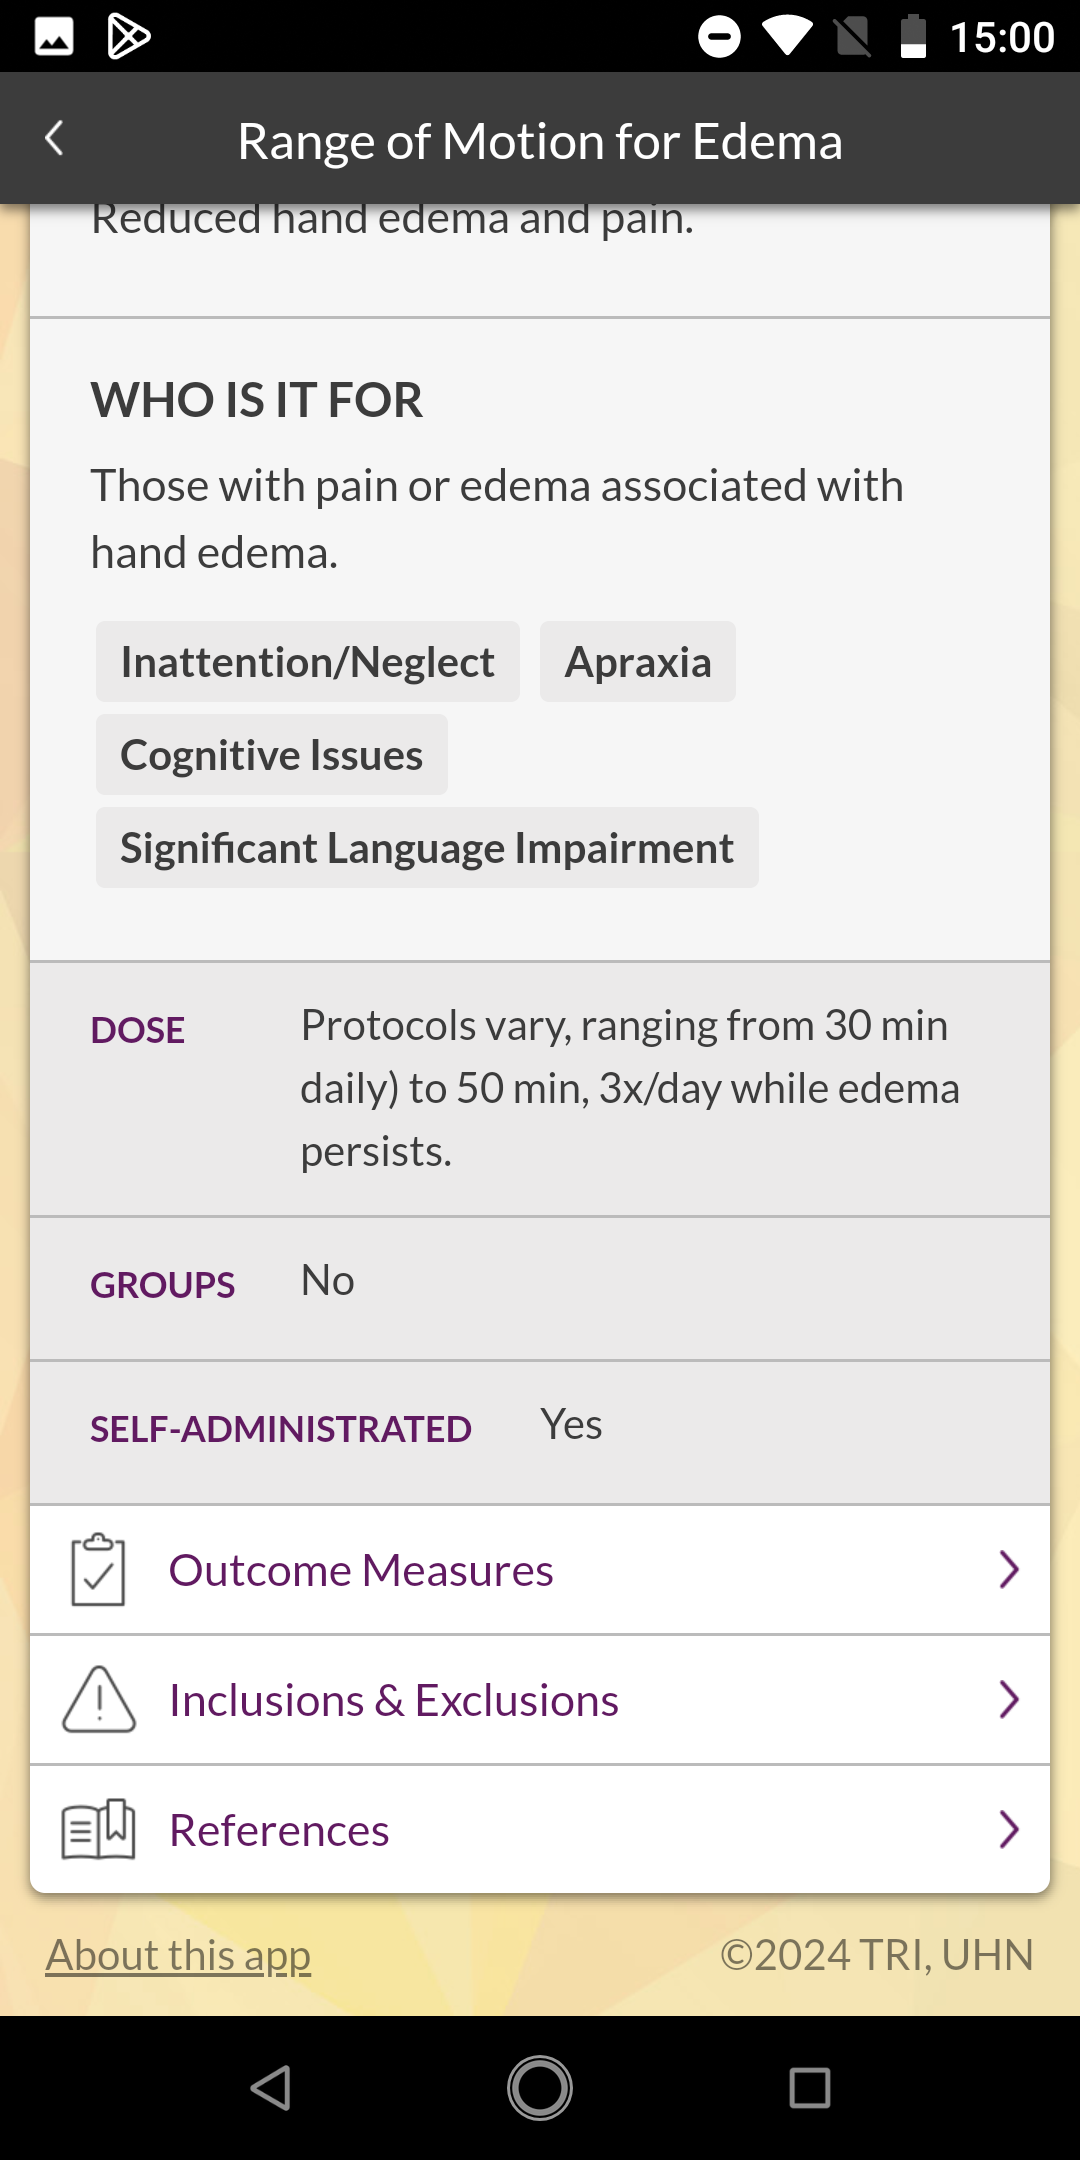 15:00
Range of Motion for Edema
Reduced hand edema and pain.
WHO IS IT FOR
Those with pain or edema associated with
hand edema.
Inattention/Neglect Apraxia
Cognitive Issues
Significant Language Impairment
DOSE Protocols vary, ranging from 30 min
daily) to 50 min, 3x/day while edema
persists.
GROUPS No
SELF-ADMINISTRATED Yes
Outcome Measures
Inclusions & Exclusions
References
About this app ©2024 TRI, UHN